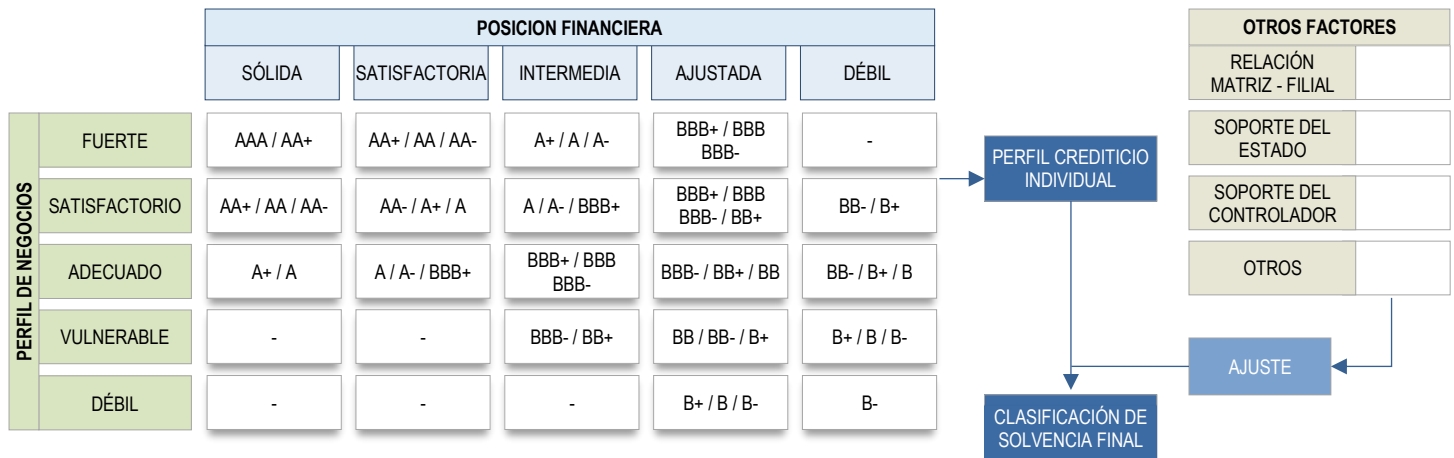 POSICION FINANCIERA
SÓLIDA
SATISFACTORIA
INTERMEDIA
AJUSTADA
DÉBIL
PERFIL DE NEGOCIOS
FUERTE
AAA / AA+
AA+ / AA / AA-
A+ / A / A-
BBB+ / BBB
BBB-
-
SATISFACTORIO
AA+ / AA / AA-
AA- / A+ / A
A / A- / BBB+
BBB+ / BBB
BBB- / BB+
BB- / B+
ADECUADO
A+ / A
A / A- / BBB+
BBB+ / BBB
BBB-
BBB- / BB+ / BB
BB- / B+ / B
VULNERABLE
-
-
BBB- / BB+
BB / BB- / B+
B+ / B / B-
DÉBIL
-
-
-
B+ / B / B-
B-
PERFIL CREDITICIO
INDIVIDUAL
CLASIFICACIÓN DE
SOLVENCIA FINAL
OTROS FACTORES
RELACIÓN
MATRIZ - FILIAL
SOPORTE DEL
ESTADO
SOPORTE DEL
CONTROLADOR
OTROS
AJUSTE